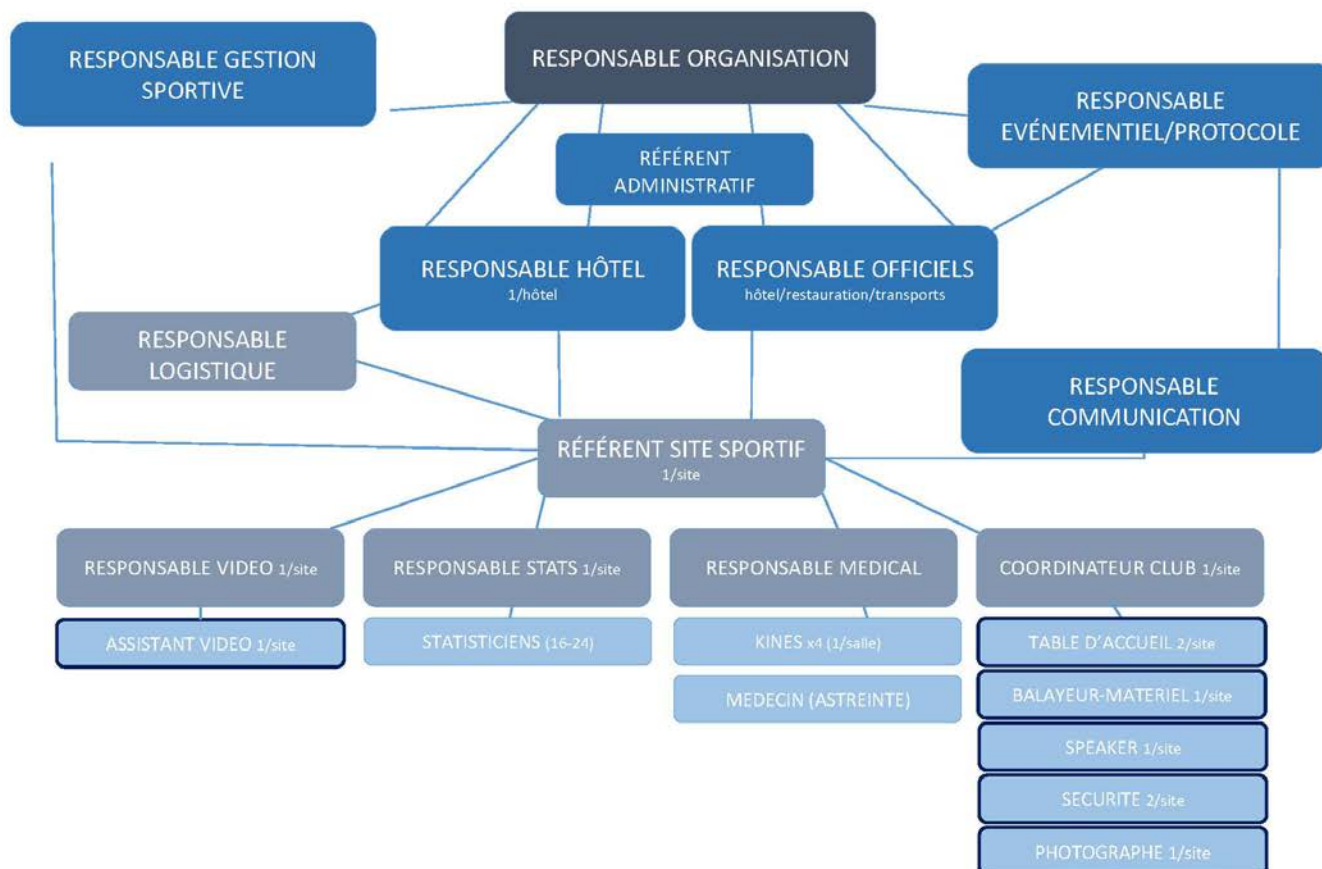 RESPONSABLE GESTION
SPORTIVE
RESPONSABLE ORGANISATION
RESPONSABLE
EVÉNEMENTIEL/PROTOCOLE
RÉFÉRENT
ADMINISTRATIF
RESPONSABLE HÔTEL
1/hôtel
RESPONSABLE OFFICIELS
hôtel/restauration/transports
RESPONSABLE
LOGISTIQUE
RESPONSABLE
COMMUNICATION
RÉFÉRENT SITE SPORTIF
1/site
RESPONSABLE VIDEO 1/site
RESPONSABLE STATS 1/site
RESPONSABLE MEDICAL
COORDINATEUR CLUB 1/site
ASSISTANT VIDEO 1/site
STATISTICIENS (16-24)
KINES x4 (1/salle)
TABLE D'ACCUEIL 2/site
MEDECIN (ASTREINTE)
BALAYEUR-MATERIEL 1/site
SPEAKER 1/site
SECURITE 2/site
PHOTOGRAPHE 1/site